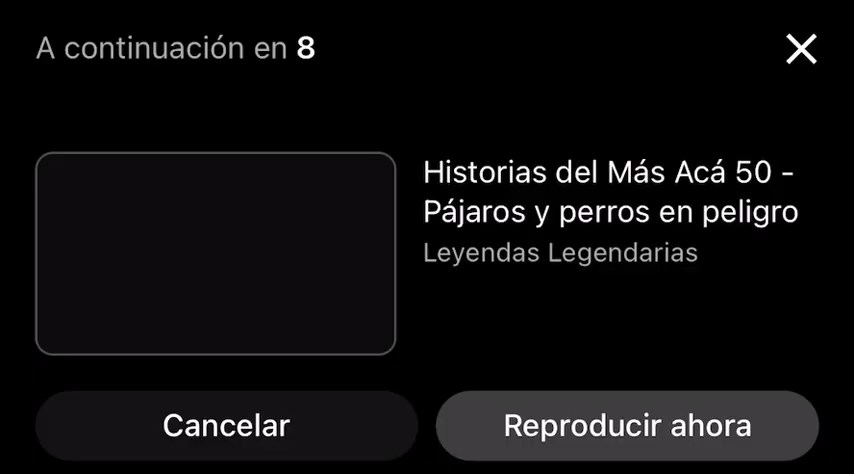 A continuación en 8
Historias del Más Acá 50 -
Pájaros y perros en peligro
Leyendas Legendarias
Cancelar
Reproducir ahora